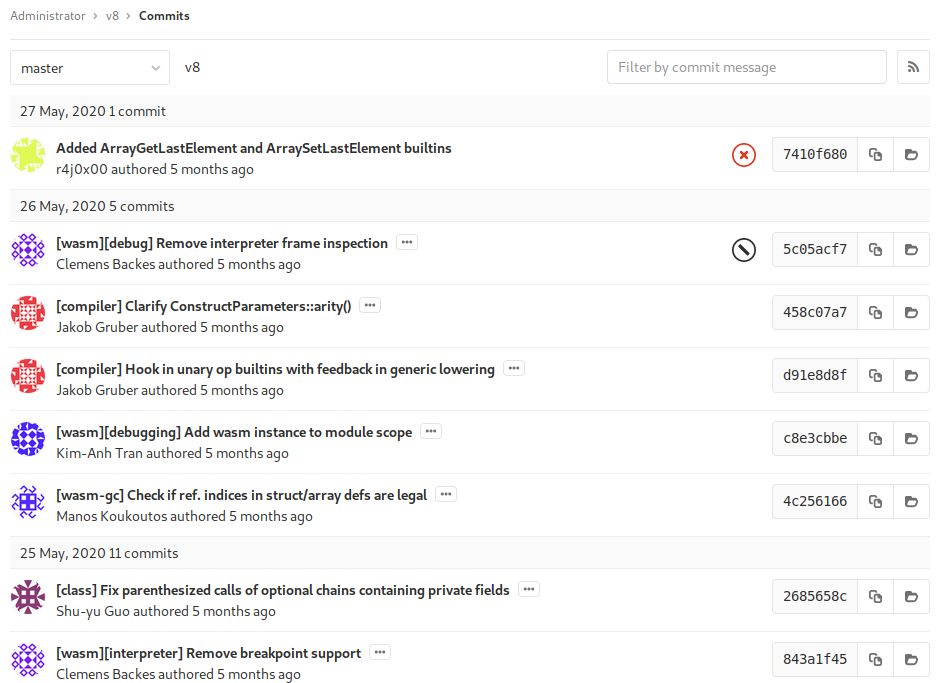 Administrator › v8 › Commits
master v8 Filter by commit message
27 May, 2020 1 commit
Added ArrayGetLastElement and ArraySetLastElement builtins
7410f680
r4j0x00 authored 5 months ago
26 May, 2020 5 commits
[wasm][debug] Remove interpreter frame inspection ···
5c05acf7
Clemens Backes authored 5 months ago
[compiler] Clarify ConstructParameters::arity() ···
458c07a7
Jakob Gruber authored 5 months ago
[compiler] Hook in unary op builtins with feedback in generic lowering ···
d91e8d8f
Jakob Gruber authored 5 months ago
[wasm][debugging] Add wasm instance to module scope ···
c8e3cbbe
Kim-Anh Tran authored 5 months ago
[wasm-gc] Check if ref. indices in struct/array defs are legal ···
4c256166
Manos Koukoutos authored 5 months ago
25 May, 2020 11 commits
[class] Fix parenthesized calls of optional chains containing private fields ···
2685658c
Shu-yu Guo authored 5 months ago
[wasm][interpreter] Remove breakpoint support ···
843a1f45
Clemens Backes authored 5 months ago